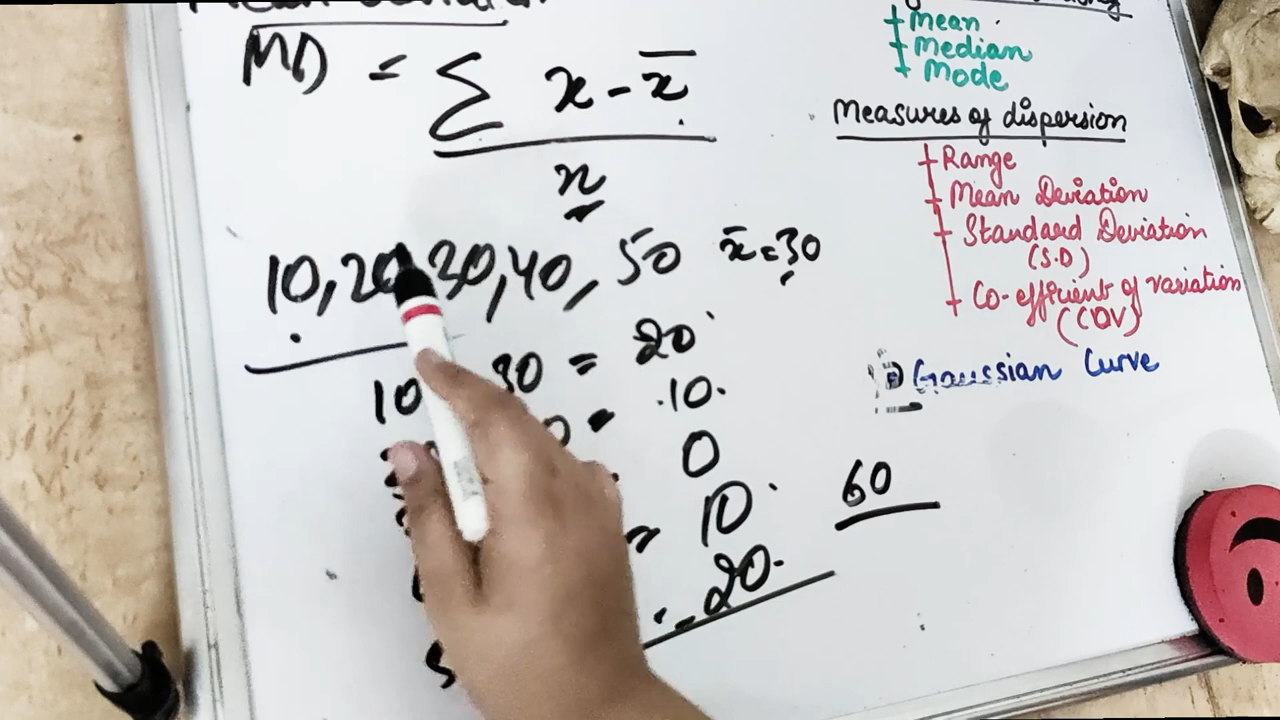 MD = ∑ x - x̄
n
10, 20, 30, 40, 50 x̄ = 30
10 30 = 20
= 10
0
= 10
- 20
60
Mean
Median
Mode
Measures of dispersion
Range
Mean Deviation
Standard Deviation
(S.D)
Co-efficient of variation
(COV)
Gaussian Curve